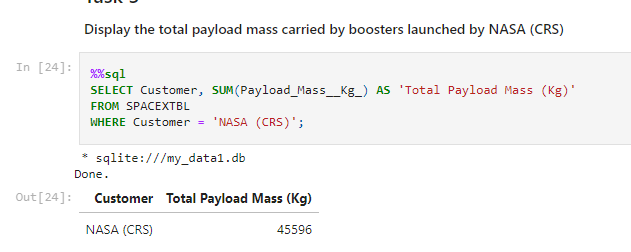 Display the total payload mass carried by boosters launched by NASA (CRS)
In [24]:
%%sql
SELECT Customer, SUM(Payload_Mass__Kg_) AS 'Total Payload Mass (Kg)'
FROM SPACEXTBL
WHERE Customer = 'NASA (CRS)';
* sqlite:///my_data1.db
Done.
Out[24]:
Customer Total Payload Mass (Kg)
NASA (CRS) 45596